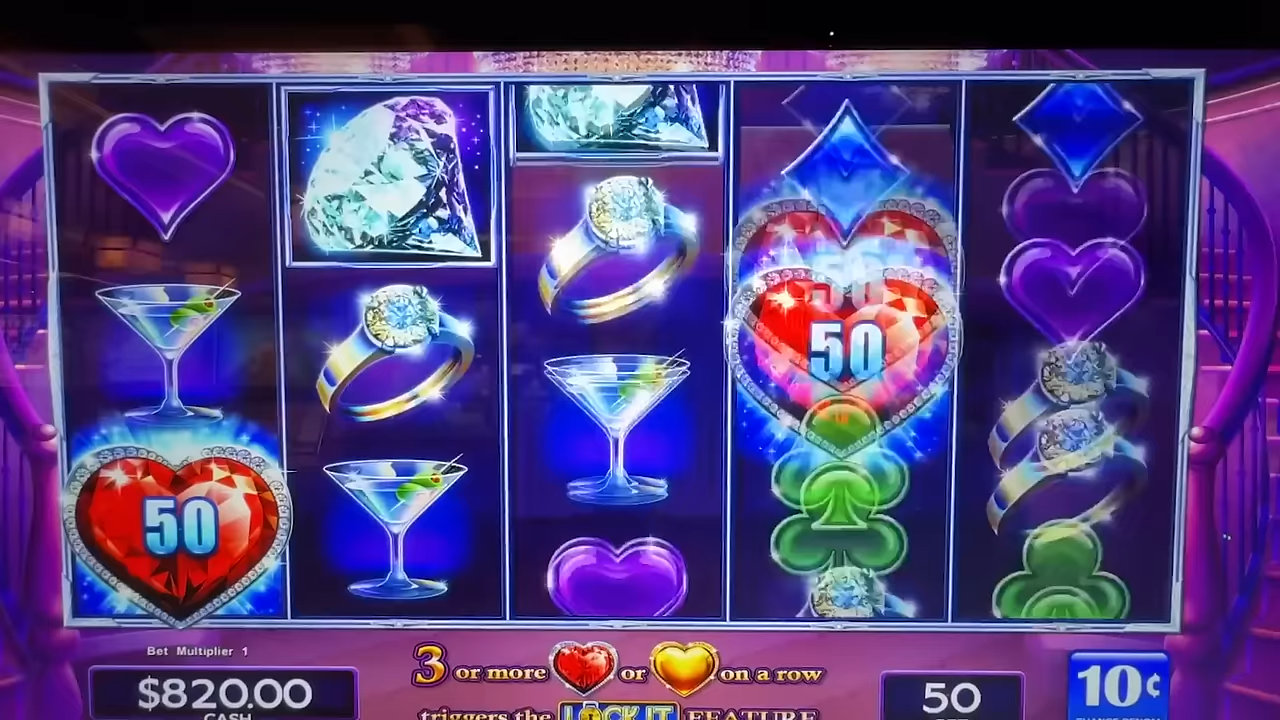 50
50
50
Bet Multiplier 1
$820.00
CASH
3 or more or on a row
triggers the LOCK IT FEATURE
50
10¢